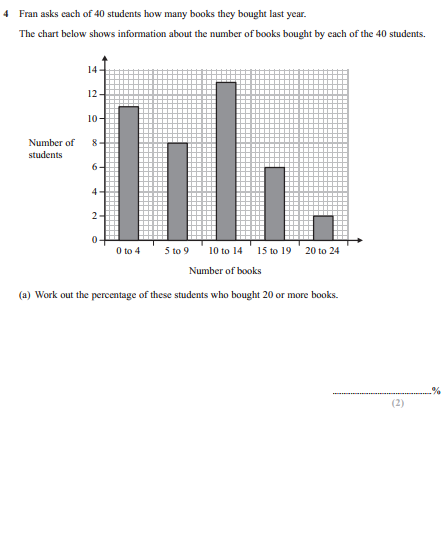 4 Fran asks each of 40 students how many books they bought last year.
The chart below shows information about the number of books bought by each of the 40 students.
14
12
10
Number of
students
8
6
4
2
0
0 to 4 5 to 9 10 to 14 15 to 19 20 to 24
Number of books
(a) Work out the percentage of these students who bought 20 or more books.
..............................................%
(2)